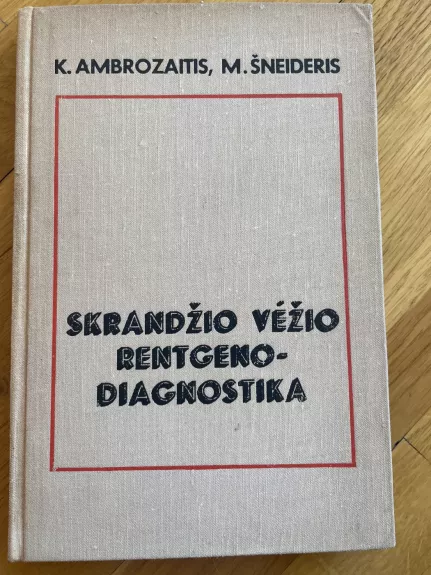 K. AMBROZAITIS, M. ŠNEIDERIS
SKRANDŽIO VĖŽIO
RENTGENO-
DIAGNOSTIKA